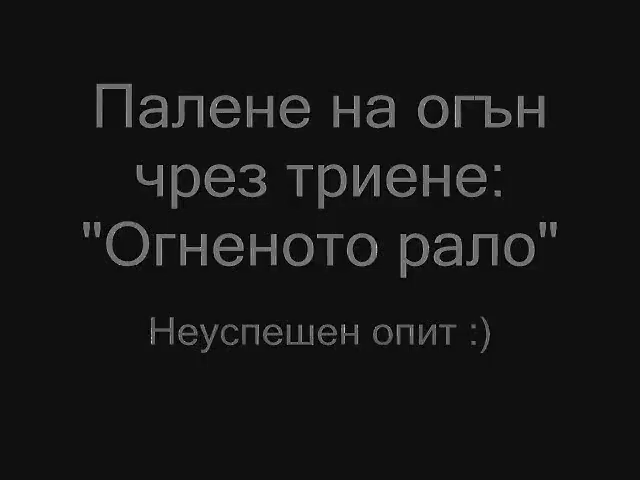 Палене на огън
чрез триене:
"Огненото рало"
Неуспешен опит :)